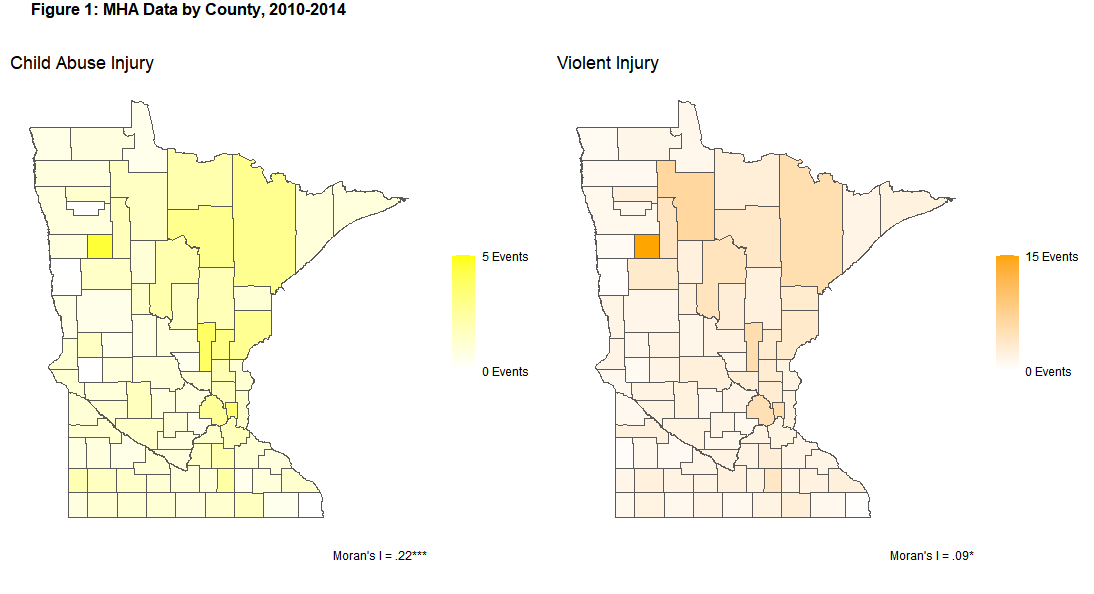 Figure 1: MHA Data by County, 2010-2014
Child Abuse Injury
Violent Injury
5 Events
0 Events
15 Events
0 Events
Moran's I = .22***
Moran's I = .09*